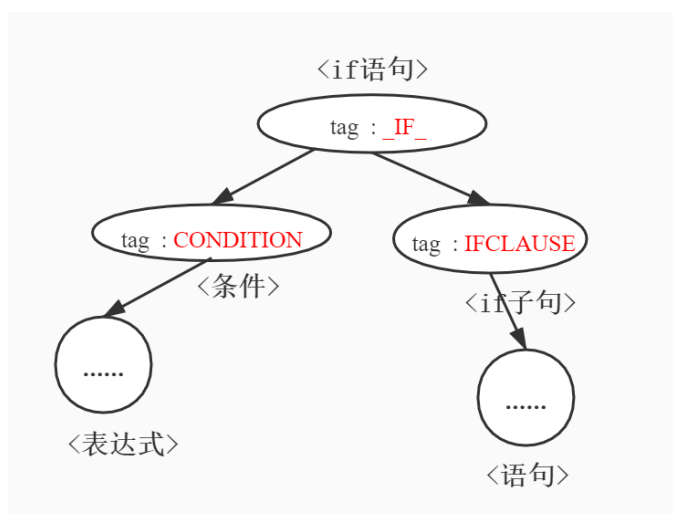 <if语句>
tag : _IF_
tag : CONDITION
tag : IFCLAUSE
<条件>
<if子句>
......
......
<表达式>
<语句>